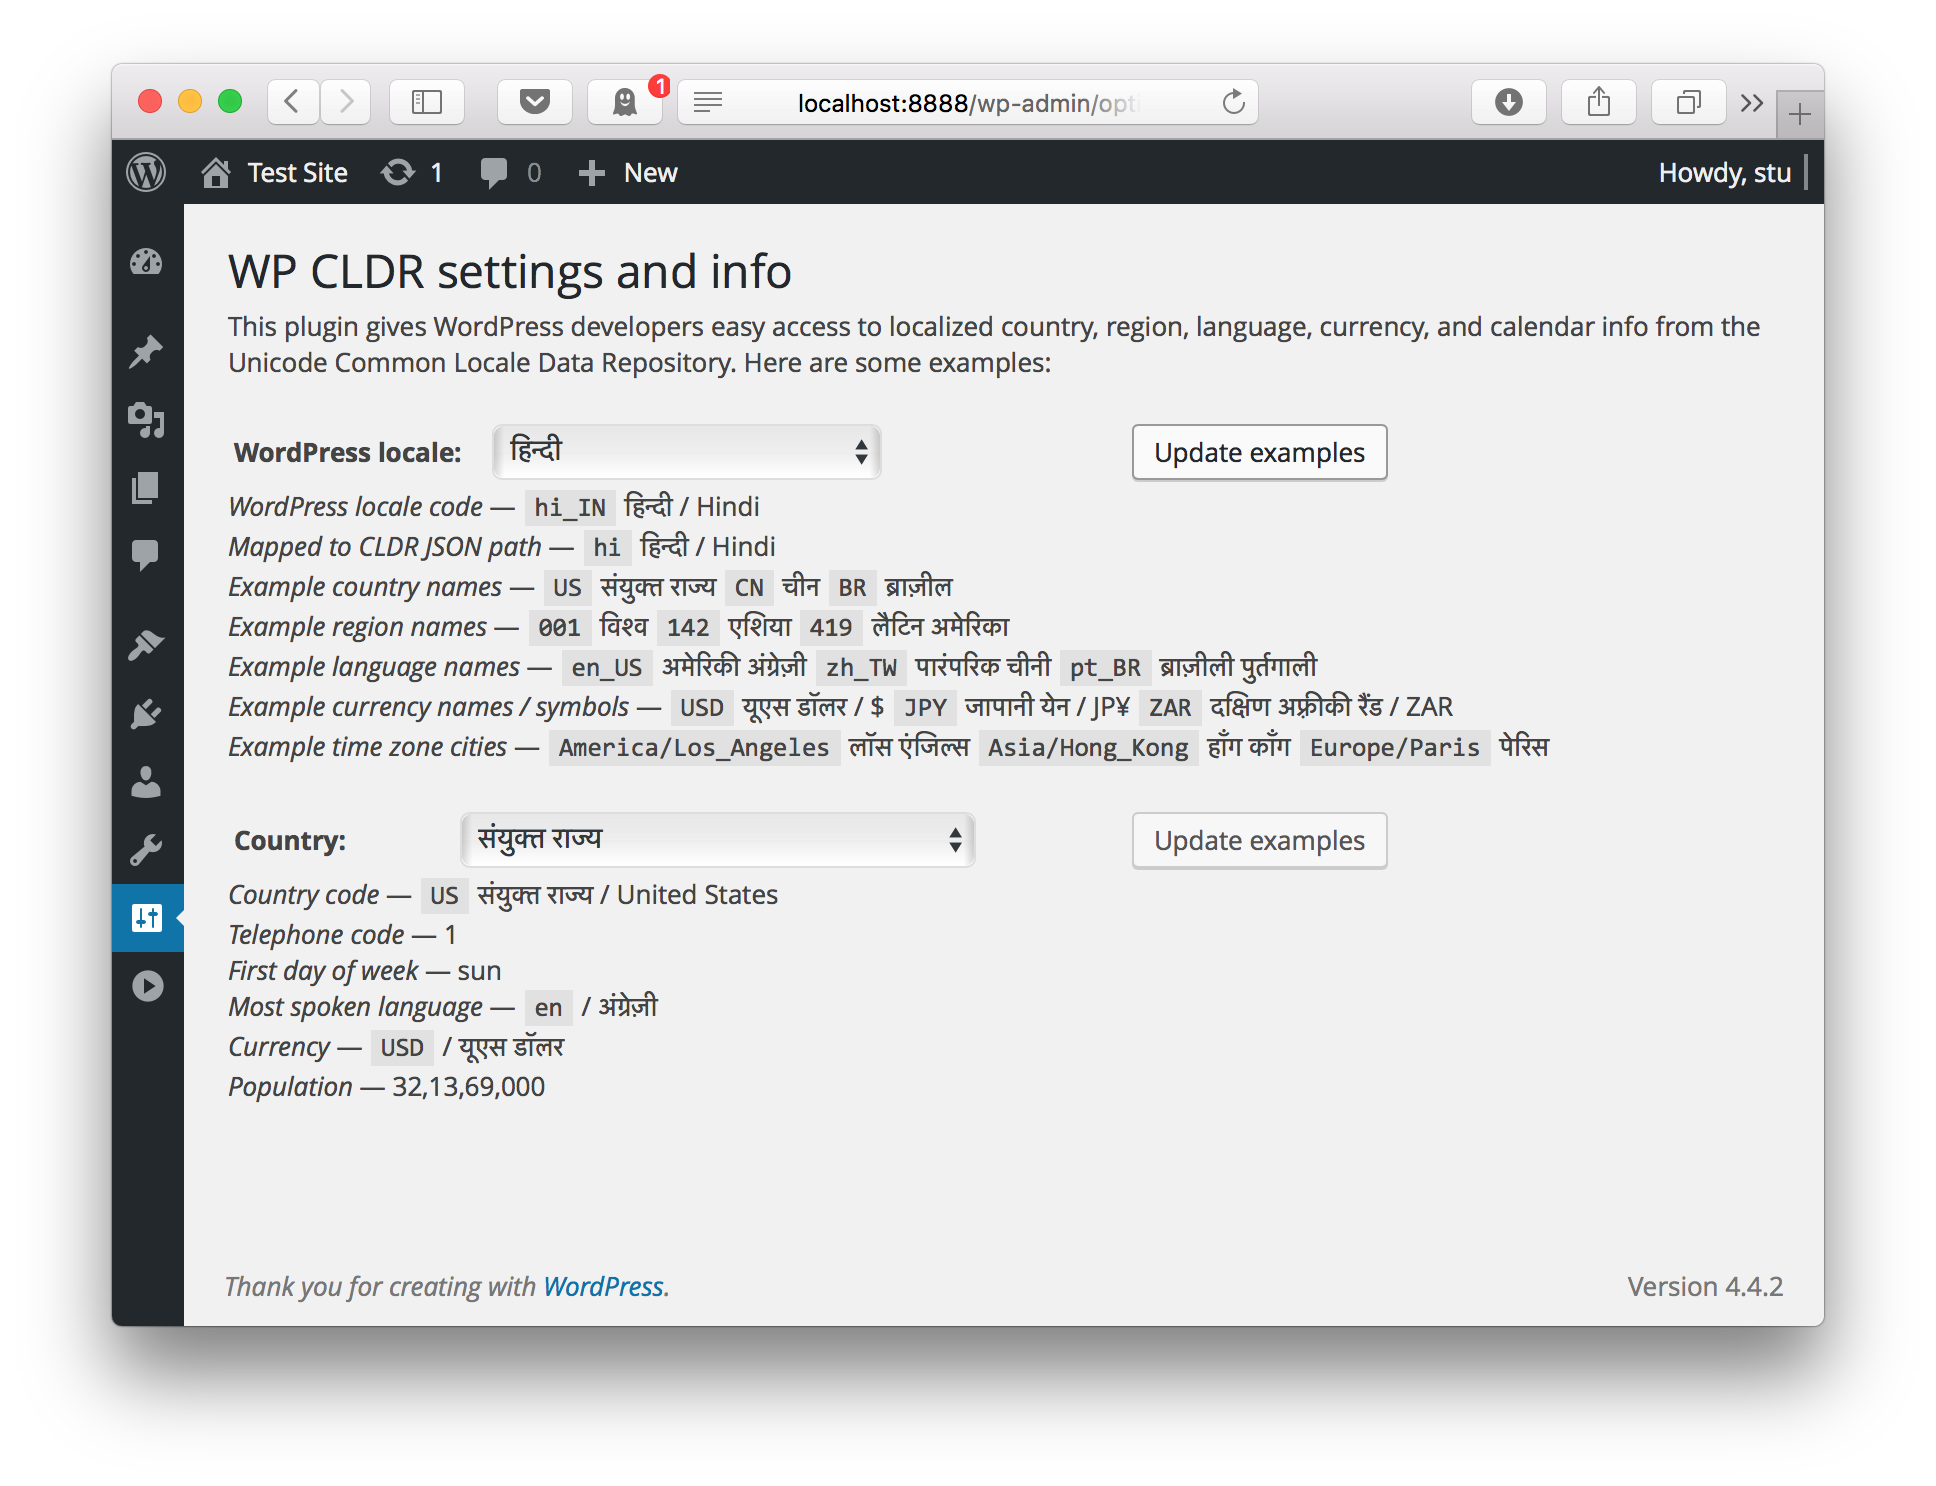 1
localhost:8888/wp-admin/opt
Test Site 1 0 New Howdy, stu
WP CLDR settings and info
This plugin gives WordPress developers easy access to localized country, region, language, currency, and calendar info from the
Unicode Common Locale Data Repository. Here are some examples:
WordPress locale: हिन्दी Update examples
WordPress locale code — hi_IN हिन्दी / Hindi
Mapped to CLDR JSON path — hi हिन्दी / Hindi
Example country names — US संयुक्त राज्य CN चीन BR ब्राज़ील
Example region names — 001 विश्व 142 एशिया 419 लैटिन अमेरिका
Example language names — en_US अमेरिकी अंग्रेज़ी zh_TW पारंपरिक चीनी pt_BR ब्राज़ीली पुर्तगाली
Example currency names / symbols — USD यूएस डॉलर / $ JPY जापानी येन / JP¥ ZAR दक्षिण अफ़्रीकी रैंड / ZAR
Example time zone cities — America/Los_Angeles लॉस एंजिल्स Asia/Hong_Kong हाँग काँग Europe/Paris पेरिस
Country: संयुक्त राज्य Update examples
Country code — US संयुक्त राज्य / United States
Telephone code — 1
First day of week — sun
Most spoken language — en / अंग्रेज़ी
Currency — USD / यूएस डॉलर
Population — 32,13,69,000
Thank you for creating with WordPress. Version 4.4.2